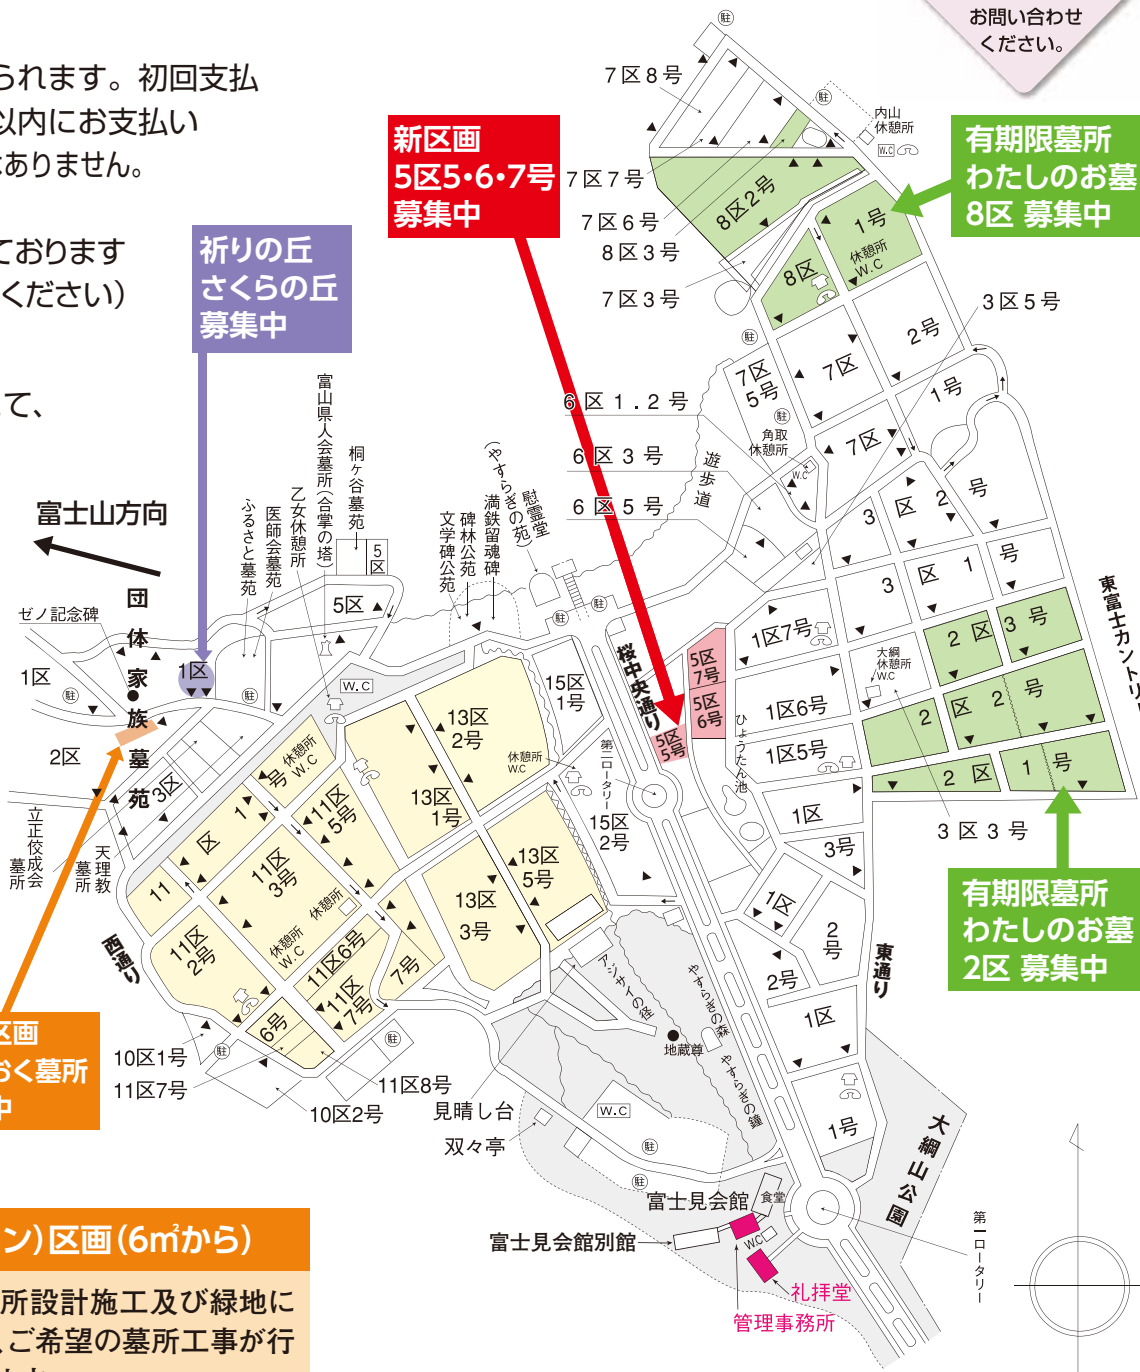 お問い合わせ
ください。
られます。初回支払
以内にお支払い
はありません。
ております
ください）
て、
新区画
5区5・6・7号
募集中
有期限墓所
わたしのお墓
8区 募集中
祈りの丘
さくらの丘
募集中
7区8号
7区7号
7区6号
8区3号
7区3号
8区2号
内山
休憩所
W.C
1号
休憩所
W.C
8区
3区5号
2号
7区
7区
5号
1号
7区
角取
休憩所
W.C
6区1.2号
6区3号
6区5号
遊歩道
3区2号
3区1号
2区3号
2区2号
2区1号
3区3号
大綱
休憩所
W.C
東富士カントリー
有期限墓所
わたしのお墓
2区 募集中
富士山方向
団体家族墓苑
ゼノ記念碑
1区
1区
2区
3区
立正佼成会
墓所
天理教
墓所
ふるさと墓苑
医師会墓苑
乙女休憩所
富山県人会墓所（合掌の塔）
桐ヶ谷墓苑
5区
5区
文学碑公苑
碑林公苑
満鉄留魂碑
慰霊堂
（やすらぎの苑）
W.C
桜中央通り
第二ロータリー
5区
7号
5区
6号
5区
5号
ひょうたん池
1区7号
1区6号
1区5号
1区
3号
1区
2号
2号
1区
1号
東通り
15区
1号
15区
2号
13区
2号
13区
1号
13区
5号
13区
3号
休憩所
W.C
11区1号
休憩所
W.C
11区
5号
11区
3号
休憩所
休憩所
W.C
11区
2号
11区6号
11区
7号
7号
6号
西通り
10区1号
11区7号
10区2号
11区8号
見晴し台
双々亭
アジサイの径
地蔵尊
やすらぎの森
やすらぎの鐘
W.C
富士見会館
食堂
富士見会館別館
W.C
礼拝堂
管理事務所
大綱山公園
第一ロータリー
区画
おく墓所
中
ン）区画（6㎡から）
所設計施工及び緑地に
、ご希望の墓所工事が行
駐
駐
駐
駐
駐
駐
駐
駐
駐
駐
駐
駐
駐